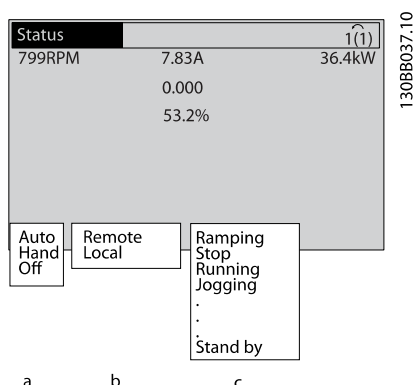 Status 1(1)
799RPM 7.83A 36.4kW
0.000
53.2%
Auto
Hand
Off
Remote
Local
Ramping
Stop
Running
Jogging
.
.
.
Stand by
a b c
130BB037.10